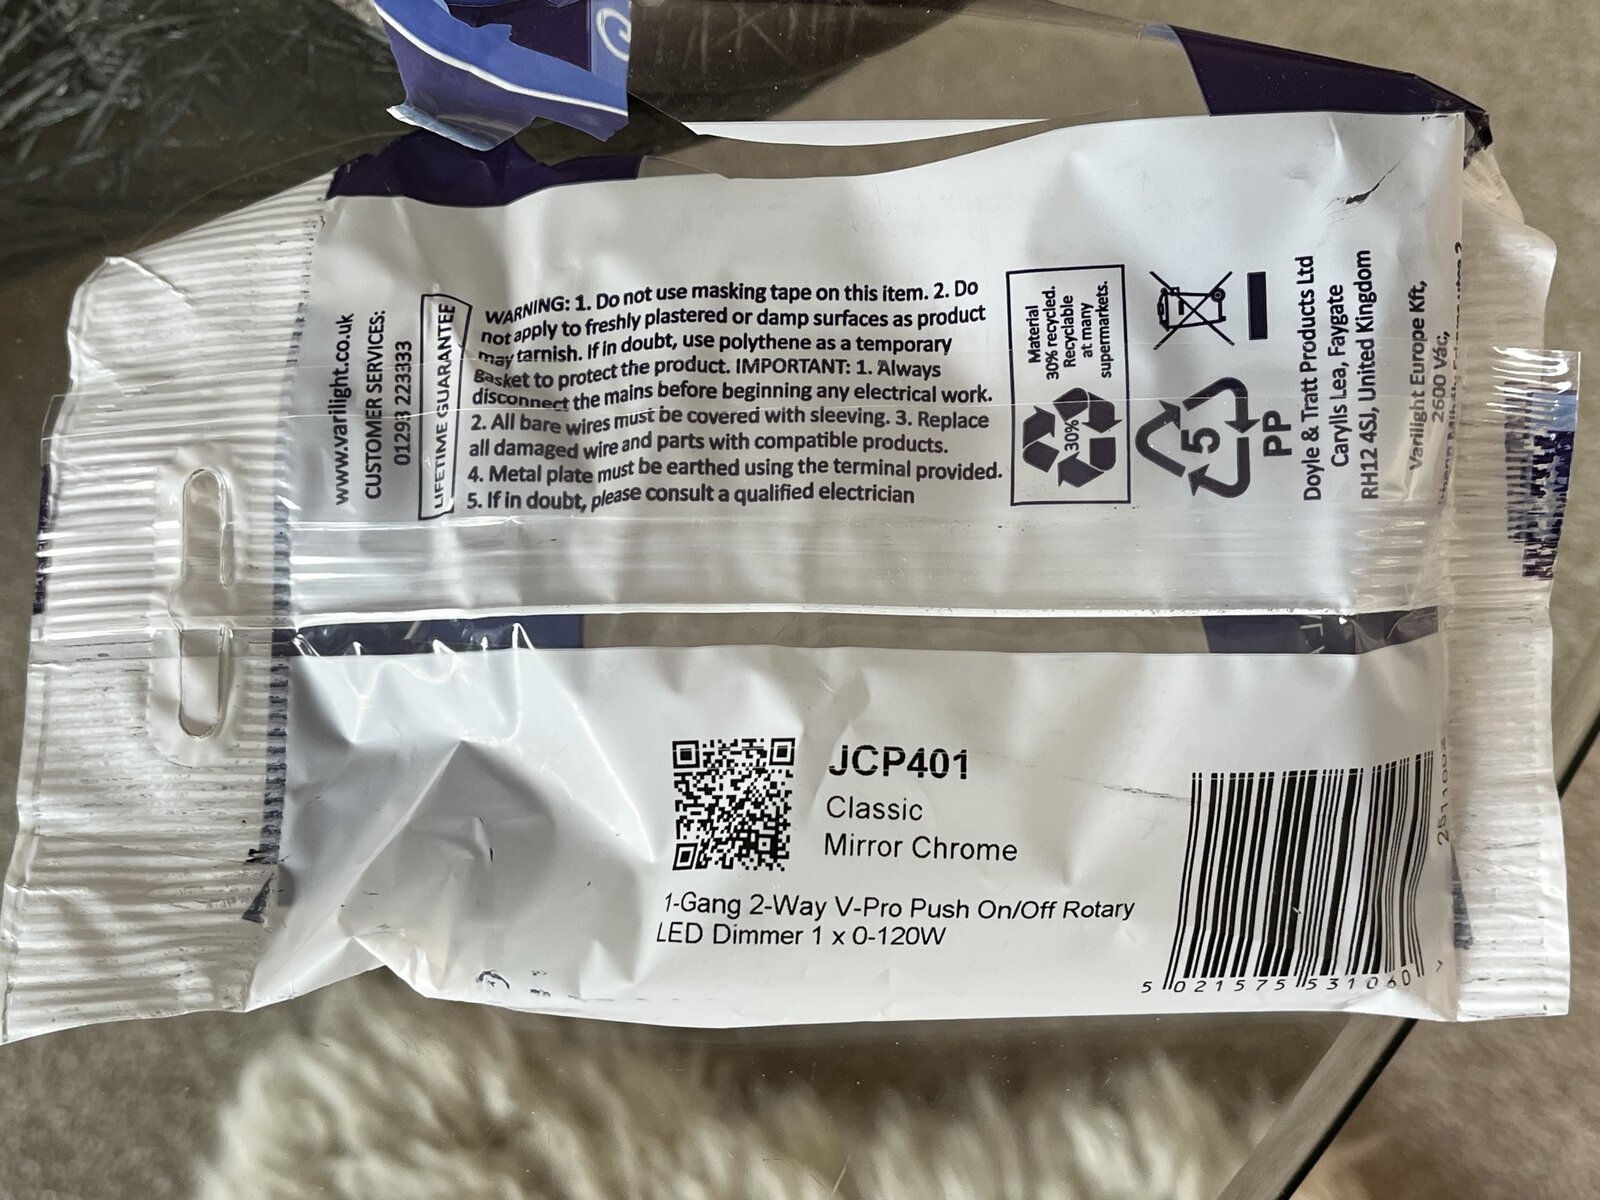 www.varilight.co.uk
CUSTOMER SERVICES:
01293 223333
LIFETIME GUARANTEE
WARNING: 1. Do not use masking tape on this item. 2. Do
not apply to freshly plastered or damp surfaces as product
may tarnish. If in doubt, use polythene as a temporary
gasket to protect the product. IMPORTANT: 1. Always
disconnect the mains before beginning any electrical work.
2. All bare wires must be covered with sleeving. 3. Replace
all damaged wire and parts with compatible products.
4. Metal plate must be earthed using the terminal provided.
5. If in doubt, please consult a qualified electrician
Material
30% recycled.
Recyclable
at many
supermarkets.
30%
5
PP
Doyle & Tratt Products Ltd
Carylls Lea, Faygate
RH12 4SJ, United Kingdom
Varilight Europe Kft,
2600 Vác,
JCP401
Classic
Mirror Chrome
1-Gang 2-Way V-Pro Push On/Off Rotary
LED Dimmer 1 x 0-120W
5 021575 531060 >